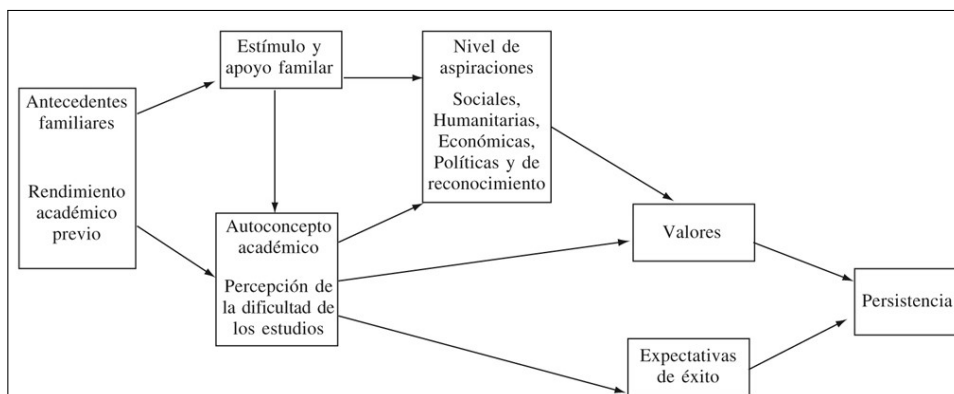 Antecedentes
familiares
Rendimiento
académico
previo
Estímulo y
apoyo familar
Autoconcepto
académico
Percepción de
la dificultad de
los estudios
Nivel de
aspiraciones
Sociales,
Humanitarias,
Económicas,
Políticas y de
reconocimiento
Valores
Expectativas
de éxito
Persistencia